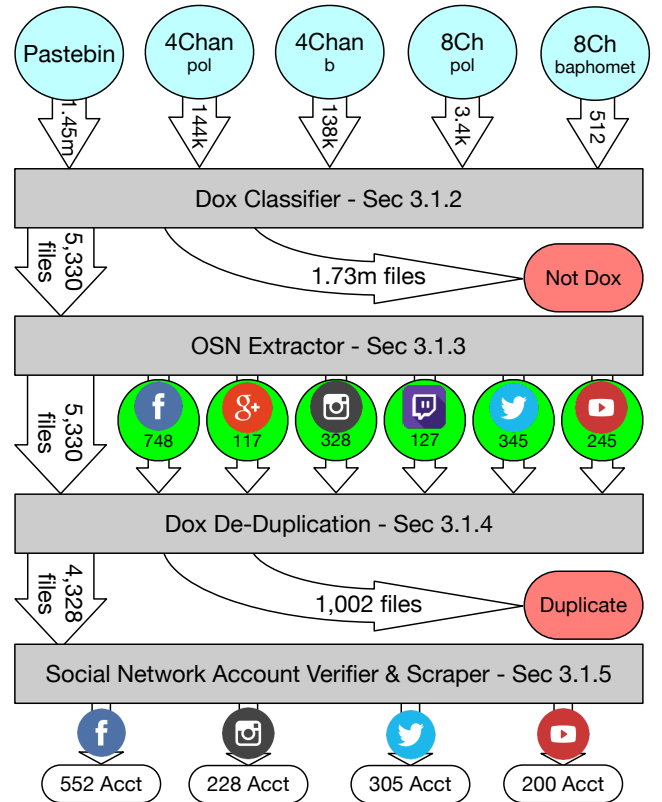 Pastebin
4Chan
pol
4Chan
b
8Ch
pol
8Ch
baphomet
1.45m
144k
138k
3.4k
512
Dox Classifier - Sec 3.1.2
5,330
files
1.73m files
Not Dox
OSN Extractor - Sec 3.1.3
5,330
files
f
g+
748
117
328
127
345
245
Dox De-Duplication - Sec 3.1.4
4,328
files
1,002 files
Duplicate
Social Network Account Verifier & Scraper - Sec 3.1.5
f
552 Acct
228 Acct
305 Acct
200 Acct